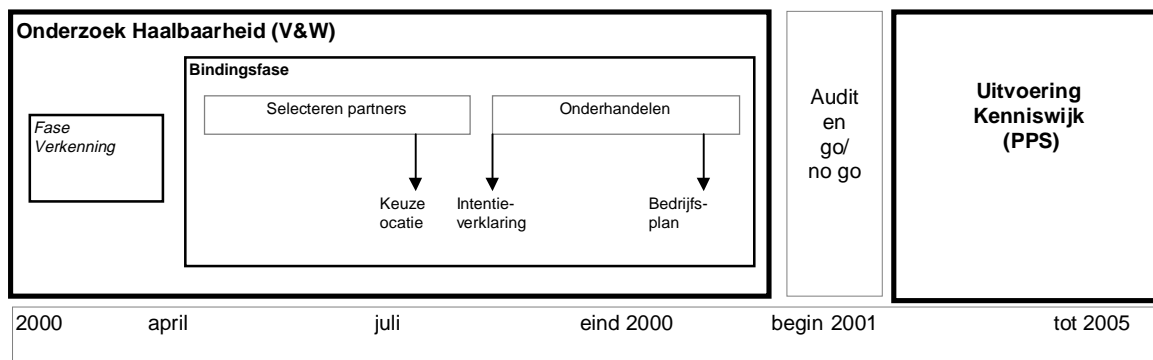 Onderzoek Haalbaarheid (V&W)
Bindingsfase
Selecteren partners
Onderhandelen
Fase
Verkenning
Keuze
ocatie
Intentie-
verklaring
Bedrijfs-
plan
Audit
en
go/
no go
Uitvoering
Kenniswijk
(PPS)
2000 april juli eind 2000 begin 2001 tot 2005